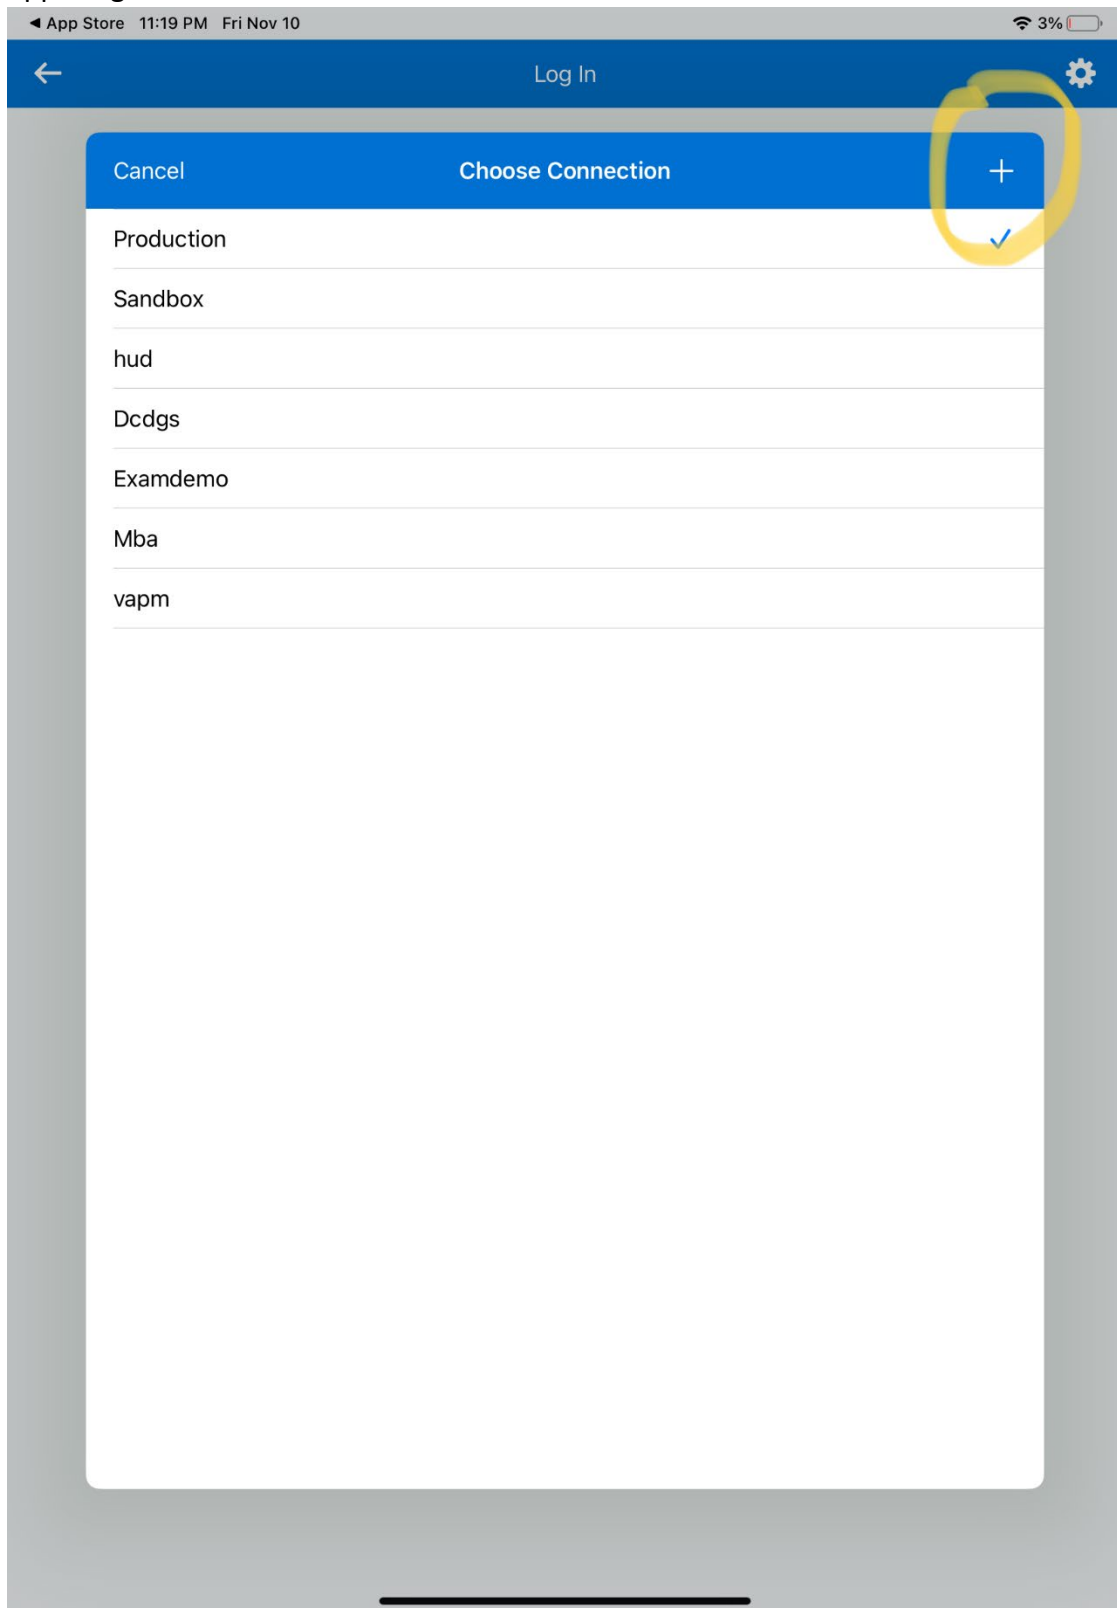 ◀ App Store 11:19 PM Fri Nov 10 3%
Log In
Cancel Choose Connection +
Production
Sandbox
hud
Dcdgs
Examdemo
Mba
vapm